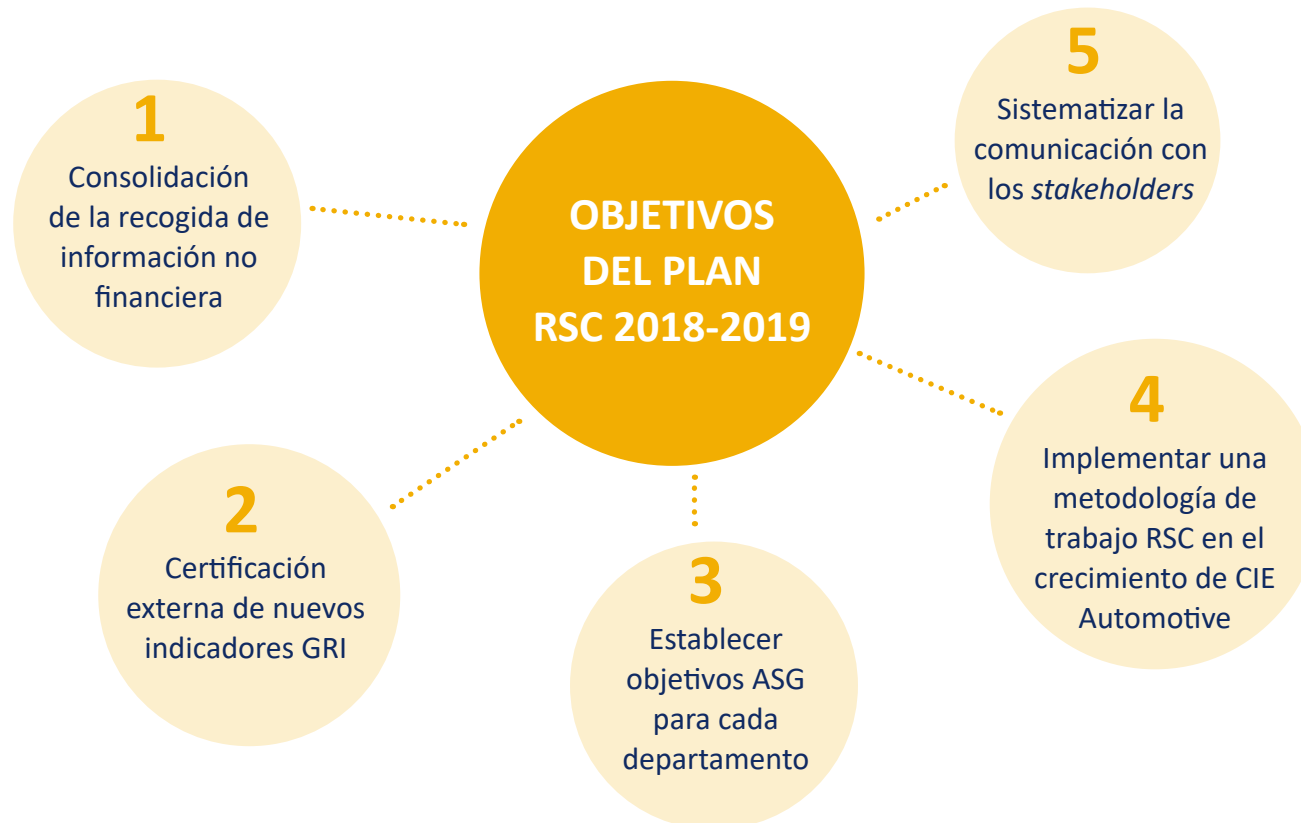 OBJETIVOS
DEL PLAN
RSC 2018-2019
1
Consolidación
de la recogida de
información no
financiera
2
Certificación
externa de nuevos
indicadores GRI
3
Establecer
objetivos ASG
para cada
departamento
4
Implementar una
metodología de
trabajo RSC en el
crecimiento de CIE
Automotive
5
Sistematizar la
comunicación con
los stakeholders